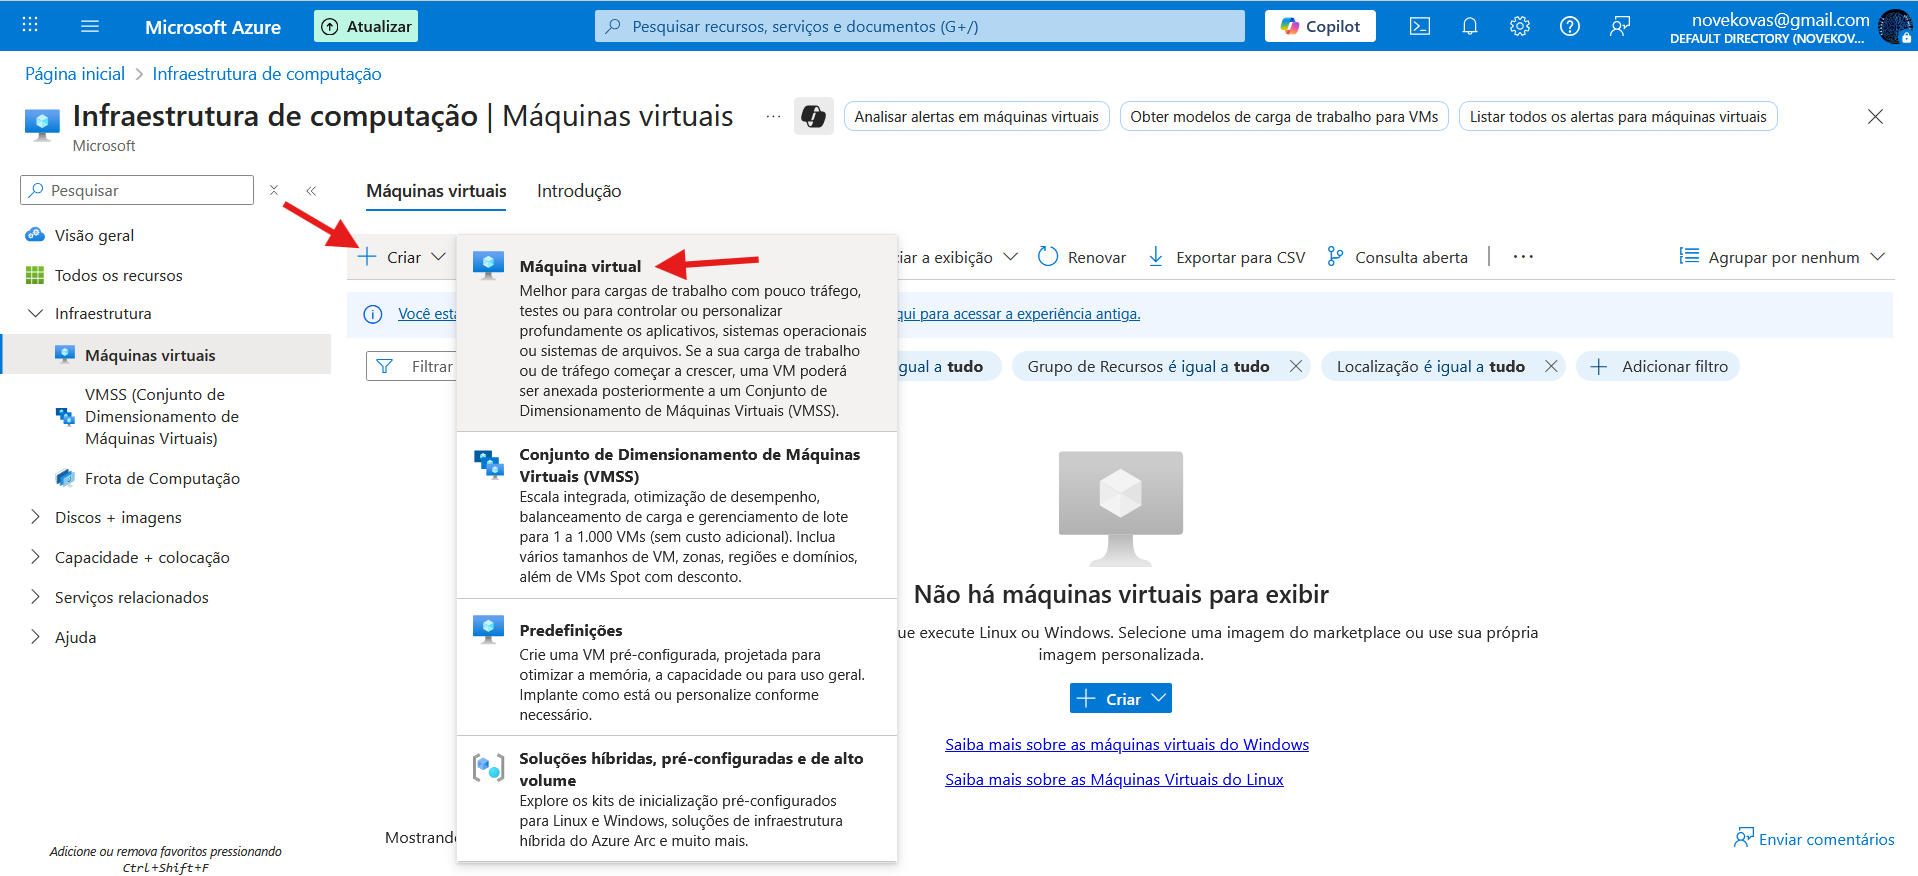 Microsoft Azure
Atualizar
Pesquisar recursos, serviços e documentos (G+/)
Copilot
novekovas@gmail.com
DEFAULT DIRECTORY (NOVEKOV...
Página inicial > Infraestrutura de computação
Infraestrutura de computação | Máquinas virtuais
...
Analisar alertas em máquinas virtuais
Obter modelos de carga de trabalho para VMs
Listar todos os alertas para máquinas virtuais
Microsoft
Pesquisar
Visão geral
Todos os recursos
Infraestrutura
Máquinas virtuais
VMSS (Conjunto de
Dimensionamento de
Máquinas Virtuais)
Frota de Computação
Discos + imagens
Capacidade + colocação
Serviços relacionados
Ajuda
Adicione ou remova favoritos pressionando
Ctrl+Shift+F
Máquinas virtuais
Introdução
Criar
iar a exibição
Renovar
Exportar para CSV
Consulta aberta
...
Agrupar por nenhum
Você est
qui para acessar a experiência antiga.
Filtrar
gual a tudo
Grupo de Recursos é igual a tudo
Localização é igual a tudo
Adicionar filtro
Máquina virtual
Melhor para cargas de trabalho com pouco tráfego,
testes ou para controlar ou personalizar
profundamente os aplicativos, sistemas operacionais
ou sistemas de arquivos. Se a sua carga de trabalho
ou de tráfego começar a crescer, uma VM poderá
ser anexada posteriormente a um Conjunto de
Dimensionamento de Máquinas Virtuais (VMSS).
Conjunto de Dimensionamento de Máquinas
Virtuais (VMSS)
Escala integrada, otimização de desempenho,
balanceamento de carga e gerenciamento de lote
para 1 a 1.000 VMs (sem custo adicional). Inclua
vários tamanhos de VM, zonas, regiões e domínios,
além de VMs Spot com desconto.
Predefinições
Crie uma VM pré-configurada, projetada para
otimizar a memória, a capacidade ou para uso geral.
Implante como está ou personalize conforme
necessário.
Soluções híbridas, pré-configuradas e de alto
volume
Explore os kits de inicialização pré-configurados
para Linux e Windows, soluções de infraestrutura
híbrida do Azure Arc e muito mais.
Não há máquinas virtuais para exibir
ue execute Linux ou Windows. Selecione uma imagem do marketplace ou use sua própria
imagem personalizada.
Criar
Saiba mais sobre as máquinas virtuais do Windows
Saiba mais sobre as Máquinas Virtuais do Linux
Mostrand
Enviar comentários